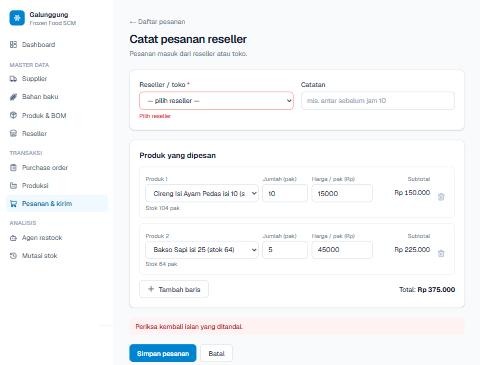 Galunggung
Frozen Food SCM
Dashboard
MASTER DATA
Supplier
Bahan baku
Produk & BOM
Reseller
TRANSAKSI
Purchase order
Produksi
Pesanan & kirim
ANALISIS
Agen restock
Mutasi stok
← Daftar pesanan
Catat pesanan reseller
Pesanan masuk dari reseller atau toko.
Reseller / toko *
Catatan
— pilih reseller —
mis. antar sebelum jam 10
Pilih reseller
Produk yang dipesan
Produk 1 Jumlah (pak) Harga / pak (Rp) Subtotal
Cireng Isi Ayam Pedas isi 10 (s 10 15000 Rp 150.000
Stok 104 pak
Produk 2 Jumlah (pak) Harga / pak (Rp) Subtotal
Bakso Sapi isi 25 (stok 64) 5 45000 Rp 225.000
Stok 64 pak
+ Tambah baris Total: Rp 375.000
Periksa kembali isian yang ditandai.
Simpan pesanan Batal